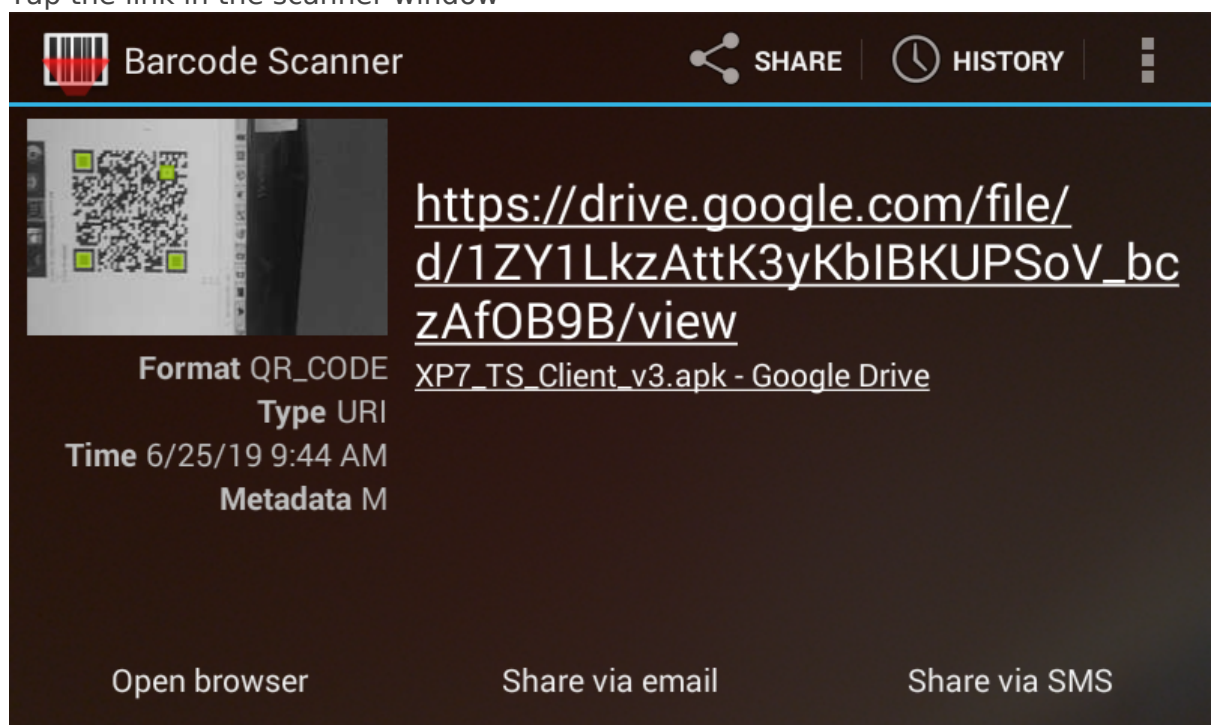 Tap the link in the scanner window
Barcode Scanner
SHARE
HISTORY
https://drive.google.com/file/
d/1ZY1LkzAttK3yKbIBKUPSoV_bc
zAfOB9B/view
XP7_TS_Client_v3.apk - Google Drive
Format QR_CODE
Type URI
Time 6/25/19 9:44 AM
Metadata M
Open browser
Share via email
Share via SMS